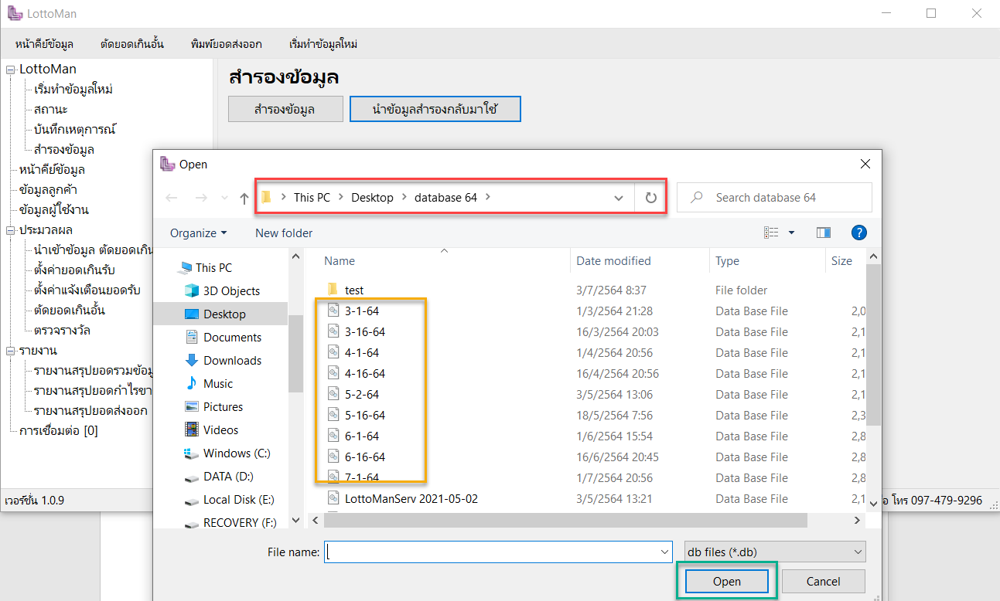 LottoMan
หน้าคีย์ข้อมูล ตัดยอดเกินอั้น พิมพ์ยอดส่งออก เริ่มทำข้อมูลใหม่
LottoMan
เริ่มทำข้อมูลใหม่
สถานะ
บันทึกเหตุการณ์
สำรองข้อมูล
หน้าคีย์ข้อมูล
ข้อมูลลูกค้า
ข้อมูลผู้ใช้งาน
ประมวลผล
นำเข้าข้อมูล ตัดยอดเกิน
ตั้งค่ายอดเกินรับ
ตั้งค่าแจ้งเตือนยอดรับ
ตัดยอดเกินอั้น
ตรวจรางวัล
รายงาน
รายงานสรุปยอดรวมข้อมู
รายงานสรุปยอดกำไรขา
รายงานสรุปยอดส่งออก
การเชื่อมต่อ [0]
เวอร์ชั่น 1.0.9
สำรองข้อมูล
สำรองข้อมูล นำข้อมูลสำรองกลับมาใช้
Open
This PC Desktop database 64
Search database 64
Organize New folder
This PC
3D Objects
Desktop
Documents
Downloads
Music
Pictures
Videos
Windows (C:)
DATA (D:)
Local Disk (E:)
RECOVERY (F:)
Name Date modified Type Size
test 3/7/2564 8:37 File folder
3-1-64 1/3/2564 21:28 Data Base File 2,0
3-16-64 16/3/2564 20:03 Data Base File 2,1
4-1-64 1/4/2564 20:56 Data Base File 2,1
4-16-64 16/4/2564 20:56 Data Base File 2,1
5-2-64 3/5/2564 13:06 Data Base File 2,1
5-16-64 18/5/2564 7:56 Data Base File 2,3
6-1-64 1/6/2564 15:54 Data Base File 2,8
6-16-64 16/6/2564 20:45 Data Base File 2,8
7-1-64 1/7/2564 20:56 Data Base File 2,8
LottoManServ 2021-05-02 3/5/2564 13:21 Data Base File 2,1
File name: db files (*.db)
Open Cancel
โทร 097-479-9296